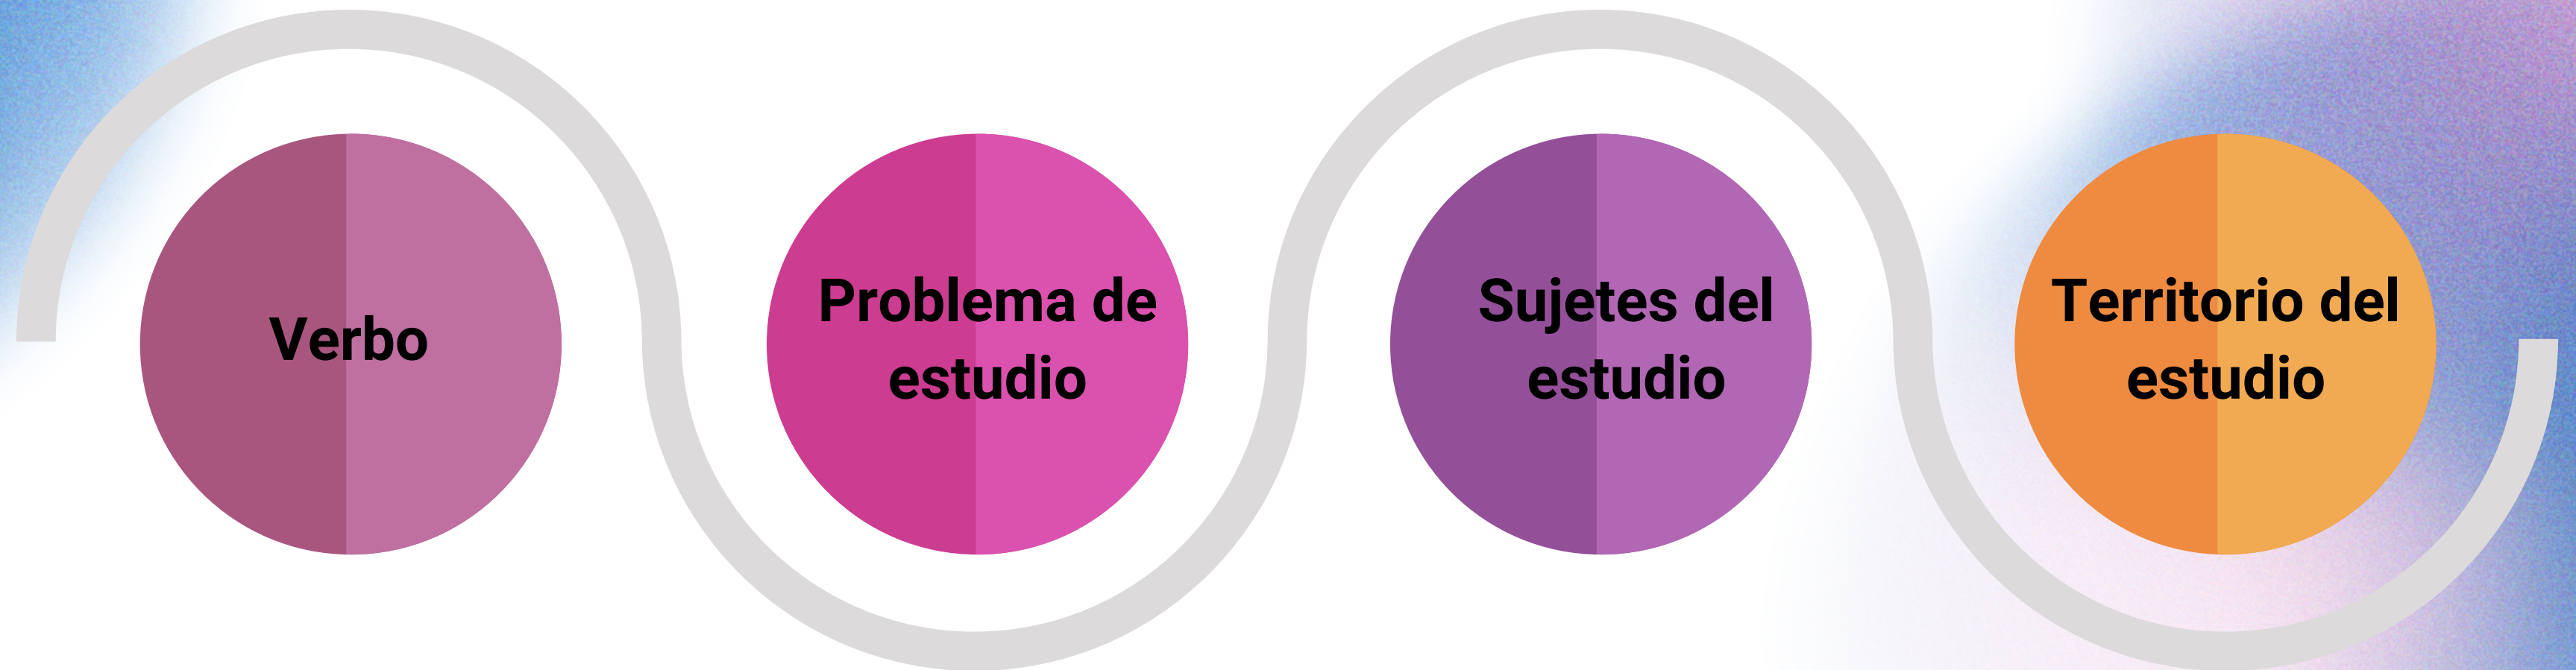 Verbo
Problema de
estudio
Sujetes del
estudio
Territorio del
estudio